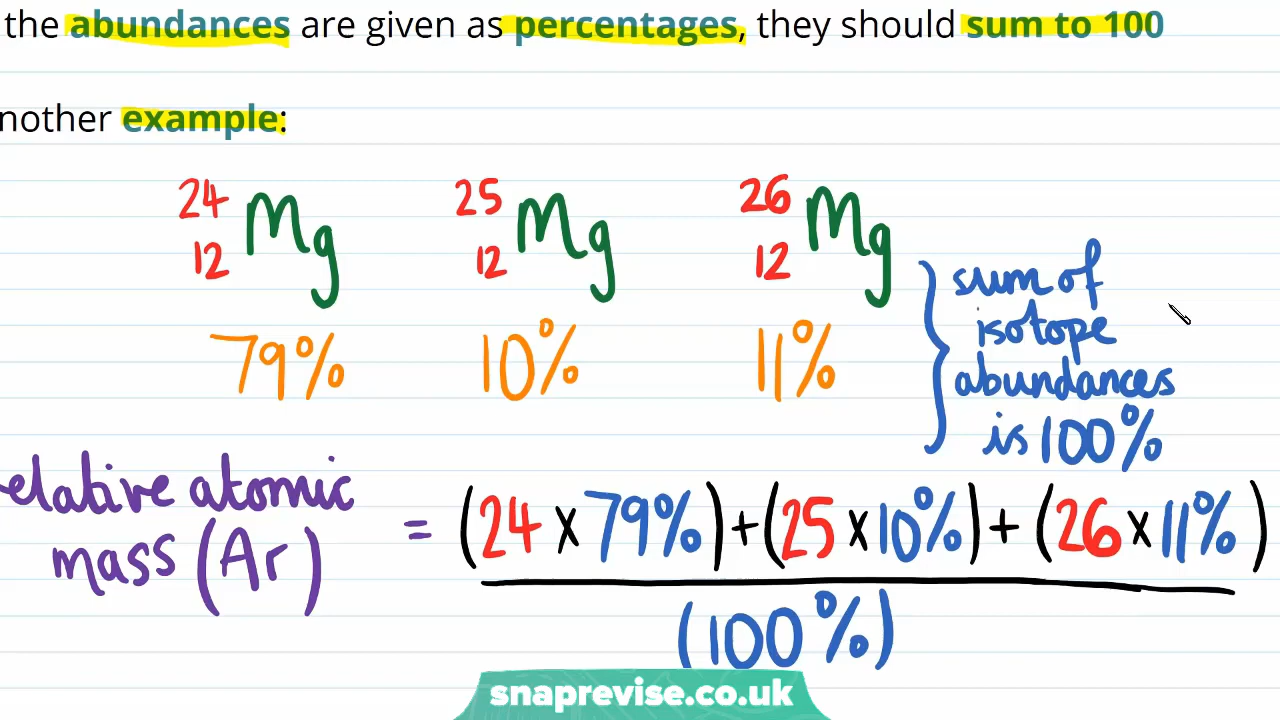 the abundances are given as percentages, they should sum to 100
nother example:
24 12 Mg 25 12 Mg 26 12 Mg
79% 10% 11%
} sum of
isotope
abundances
is 100%
elative atomic
mass (Ar)
= (24 x 79%) + (25 x 10%) + (26 x 11%)
(100%)
snaprevise.co.uk